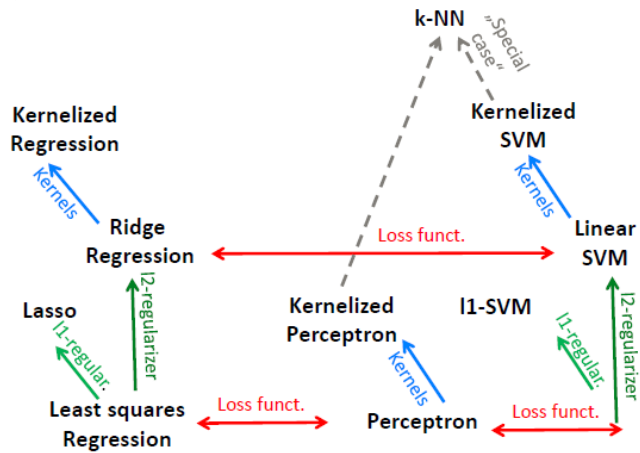 k-NN
„Special
case“
Kernelized
Regression
Kernelized
SVM
Kernels
Kernels
Ridge
Regression
Loss funct.
Linear
SVM
Lasso
l2-regularizer
Kernelized
Perceptron
l1-SVM
l2-regularizer
l1-regular.
l1-regular.
Kernels
Least squares
Regression
Loss funct.
Perceptron
Loss funct.